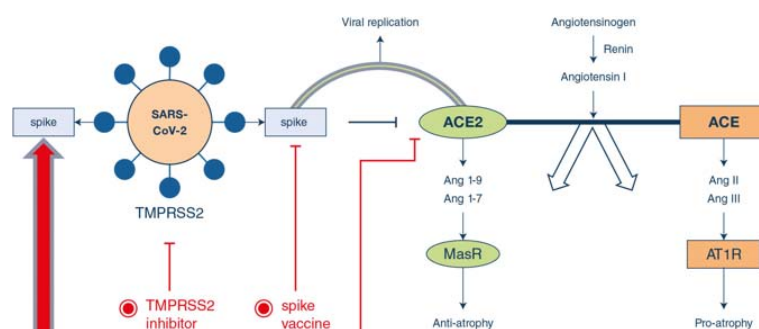 Viral replication
Angiotensinogen
Renin
Angiotensin I
spike
SARS-
CoV-2
spike
ACE2
ACE
TMPRSS2
Ang 1-9
Ang 1-7
Ang II
Ang III
MasR
AT1R
TMPRSS2
inhibitor
spike
vaccine
Anti-atrophy
Pro-atrophy